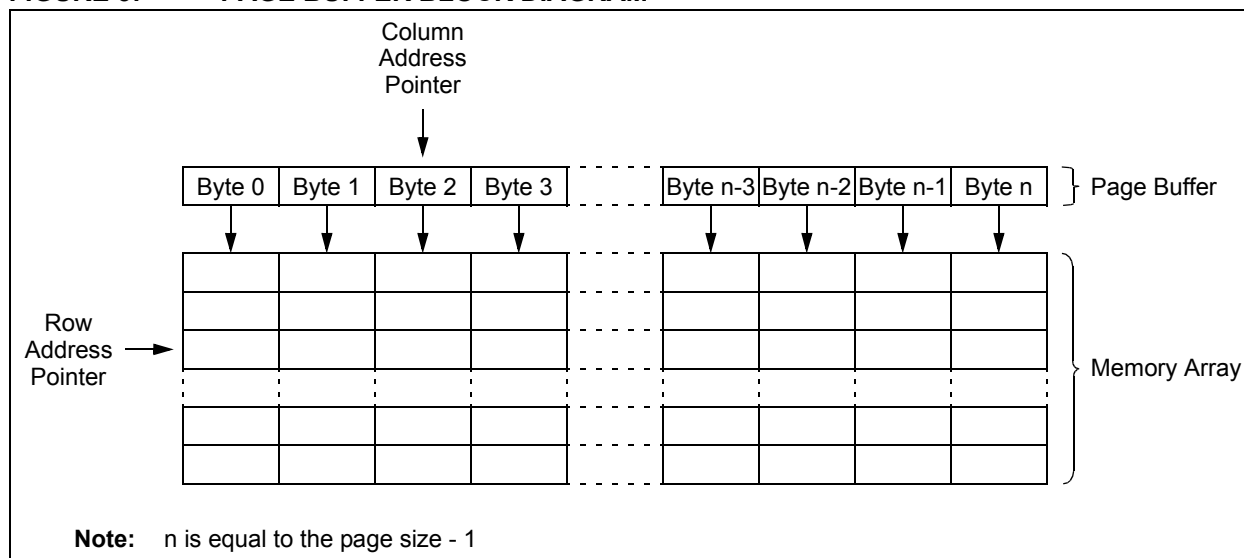 Column
Address
Pointer
Byte 0 Byte 1 Byte 2 Byte 3 Byte n-3 Byte n-2 Byte n-1 Byte n
Page Buffer
Row
Address
Pointer
Memory Array
Note: n is equal to the page size - 1